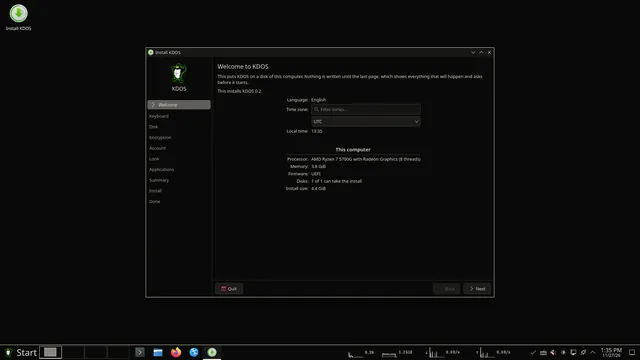 Install KDOS
Install KDOS
KDOS
Welcome
Keyboard
Disk
Encryption
Account
Look
Applications
Summary
Install
Done
Welcome to KDOS
This puts KDOS on a disk of this computer. Nothing is written until the last page, which shows everything that will happen and asks
before it starts.
This installs KDOS 0.2.
Language: English
Time zone: Filter zones...
UTC
Local time: 13:35
This computer
Processor: AMD Ryzen 7 5700G with Radeon Graphics (8 threads)
Memory: 3.8 GiB
Firmware: UEFI
Disks: 1 of 1 can take the install
Install size: 4.4 GiB
Quit
Back
Next
Start
1:35 PM
11/27/26